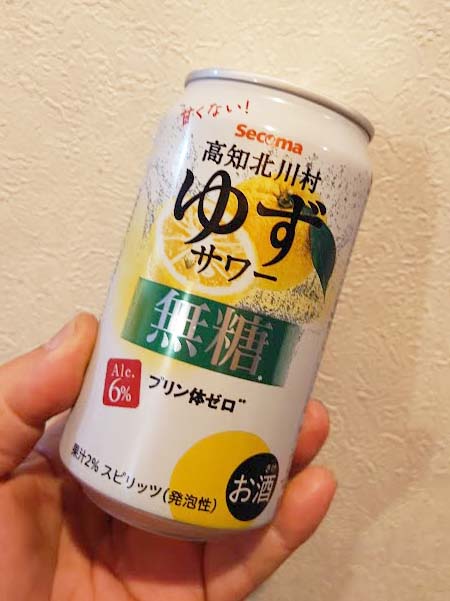 甘くない!
Secoma
高知北川村
ゆず
サワー
無糖
Alc.
6%
プリン体ゼロ※
果汁2% スピリッツ(発泡性)
さけ
お酒